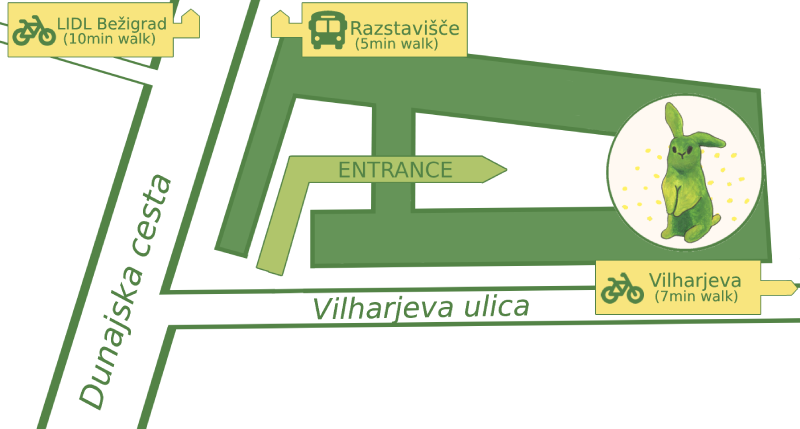 LIDL Bežigrad
(10min walk)
Razstavišče
(5min walk)
ENTRANCE
Dunajska cesta
Vilharjeva
(7min walk)
Vilharjeva ulica